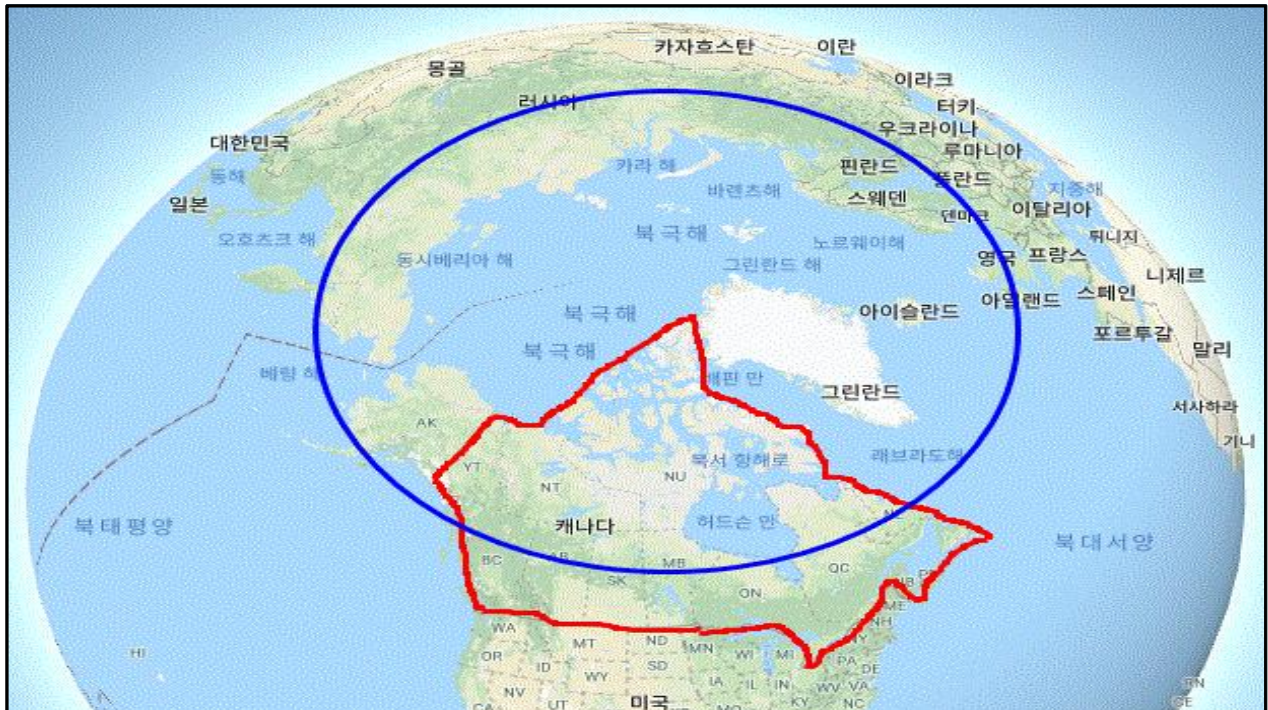 카자흐스탄
이란
몽골
이라크
러시아
터키
대한민국
우크라이나
루마니아
카라 해
핀란드
동해
바렌츠해
폴란드
지중해
일본
스웨덴
덴마크
이탈리아
오호츠크 해
북극해
노르웨이해
튀니지
동시베리아 해
그린란드 해
영국
프랑스
니제르
스페인
아일랜드
북극해
아이슬란드
포르투갈
북극해
말리
베링 해
배핀 만
그린란드
서사하라
AK
기니
래브라도해
북서 항해로
YT
NU
NT
NL
북태평양
캐나다
허드슨 만
북대서양
BC
AB
MB
QC
SK
ON
NB
PE
ME
WA
NH
MT
ND
MN
NY
HI
OR
ID
SD
WI
MI
PA
DE
WY
IA
IL
IN
WV
VA
NV
UT
미국
KY
NC
CA
MO